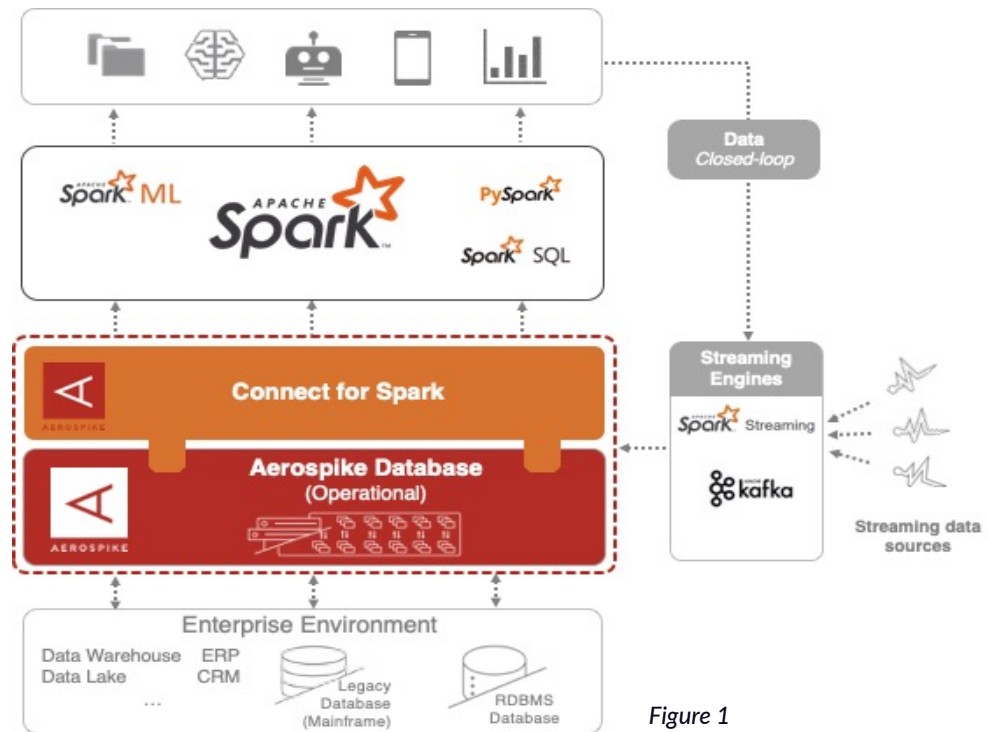 Data
Closed-loop
APACHE
Spark ML
APACHE
Spark™
PySpark
Spark SQL
Connect for Spark
AEROSPIKE
Aerospike Database
(Operational)
AEROSPIKE
Streaming
Engines
APACHE
Spark Streaming
kafka
Streaming data
sources
Enterprise Environment
Data Warehouse ERP
Data Lake CRM
...
Legacy
Database
(Mainframe)
RDBMS
Database
Figure 1